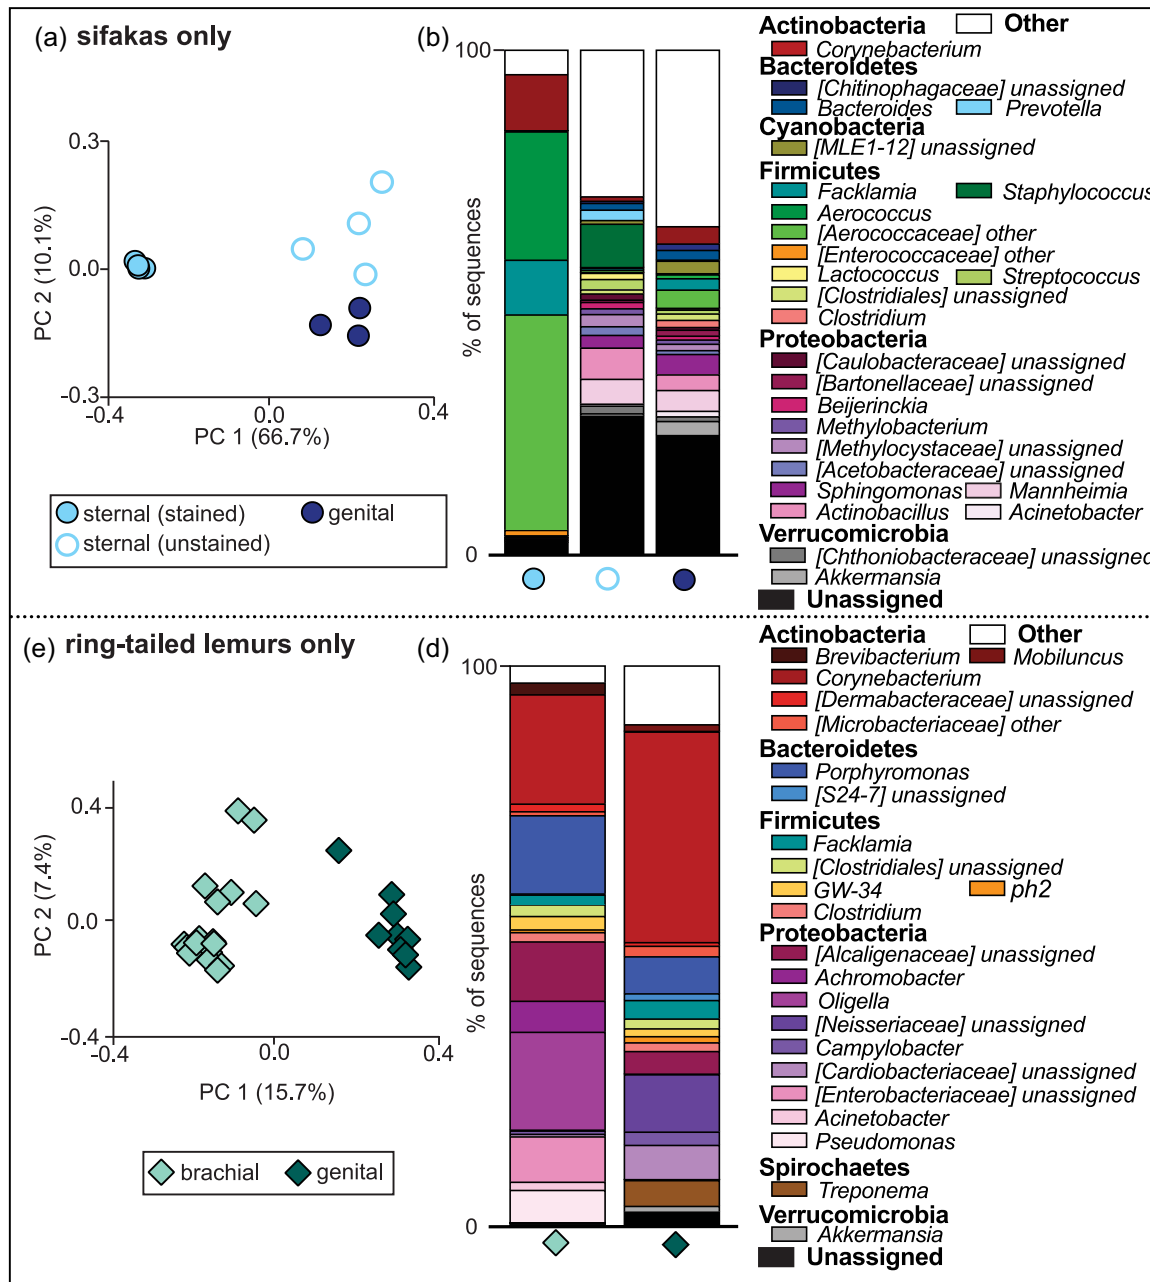 (a) sifakas only
0.3
0.0
-0.3
-0.4
0.0
0.4
PC 2 (10.1%)
PC 1 (66.7%)
sternal (stained)
genital
sternal (unstained)
(b)
100
0
% of sequences
Actinobacteria
Other
Corynebacterium
Bacteroidetes
[Chitinophagaceae] unassigned
Bacteroides
Prevotella
Cyanobacteria
[MLE1-12] unassigned
Firmicutes
Facklamia
Staphylococcus
Aerococcus
[Aerococcaceae] other
[Enterococcaceae] other
Lactococcus
Streptococcus
[Clostridiales] unassigned
Clostridium
Proteobacteria
[Caulobacteraceae] unassigned
[Bartonellaceae] unassigned
Beijerinckia
Methylobacterium
[Methylocystaceae] unassigned
[Acetobacteraceae] unassigned
Sphingomonas
Mannheimia
Actinobacillus
Acinetobacter
Verrucomicrobia
[Chthoniobacteraceae] unassigned
Akkermansia
Unassigned
(e) ring-tailed lemurs only
0.4
0.0
-0.4
-0.4
0.0
0.4
PC 2 (7.4%)
PC 1 (15.7%)
brachial
genital
(d)
100
0
% of sequences
Actinobacteria
Other
Brevibacterium
Mobiluncus
Corynebacterium
[Dermabacteraceae] unassigned
[Microbacteriaceae] other
Bacteroidetes
Porphyromonas
[S24-7] unassigned
Firmicutes
Facklamia
[Clostridiales] unassigned
GW-34
ph2
Clostridium
Proteobacteria
[Alcaligenaceae] unassigned
Achromobacter
Oligella
[Neisseriaceae] unassigned
Campylobacter
[Cardiobacteriaceae] unassigned
[Enterobacteriaceae] unassigned
Acinetobacter
Pseudomonas
Spirochaetes
Treponema
Verrucomicrobia
Akkermansia
Unassigned